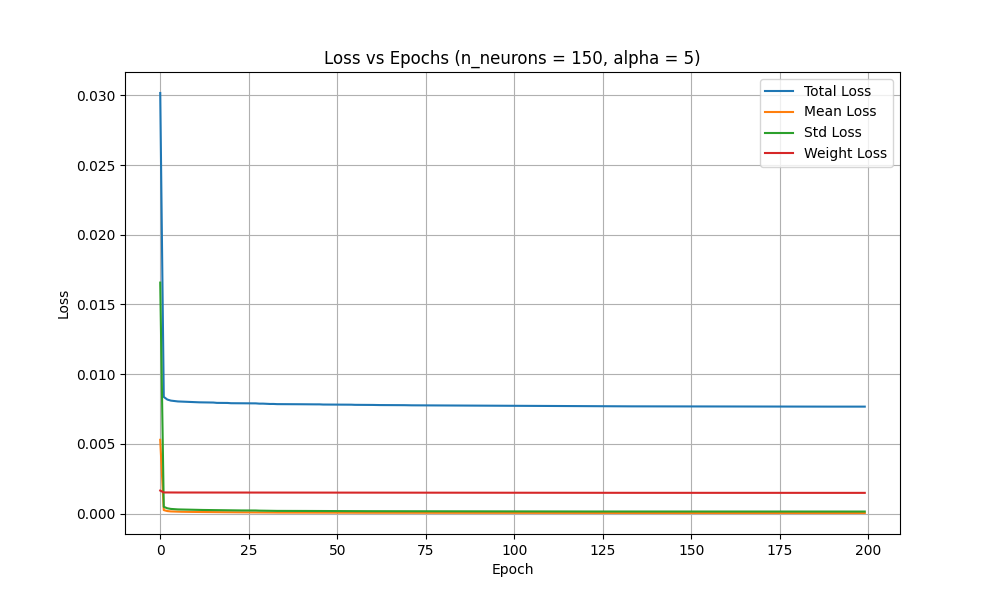 Loss vs Epochs (n_neurons = 150, alpha = 5)
Total Loss
Mean Loss
Std Loss
Weight Loss
Loss
0.030
0.025
0.020
0.015
0.010
0.005
0.000
0 25 50 75 100 125 150 175 200
Epoch